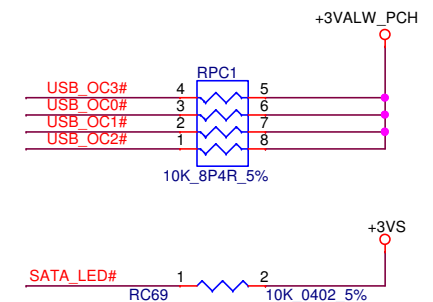 +3VALW_PCH
RPC1
USB_OC3# 4 5
USB_OC0# 3 6
USB_OC1# 2 7
USB_OC2# 1 8
10K_8P4R_5%
+3VS
SATA_LED# 1 2
RC69 10K_0402_5%